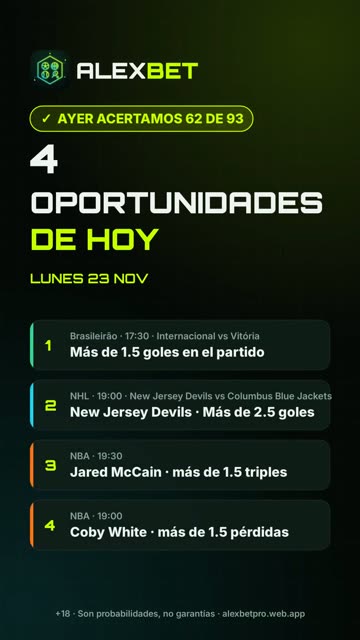 ALEXBET
✓ AYER ACERTAMOS 62 DE 93
4
OPORTUNIDADES
DE HOY
LUNES 23 NOV
1
Brasileirão · 17:30 · Internacional vs Vitória
Más de 1.5 goles en el partido
2
NHL · 19:00 · New Jersey Devils vs Columbus Blue Jackets
New Jersey Devils · Más de 2.5 goles
3
NBA · 19:30
Jared McCain · más de 1.5 triples
4
NBA · 19:00
Coby White · más de 1.5 pérdidas
+18 · Son probabilidades, no garantías · alexbetpro.web.app